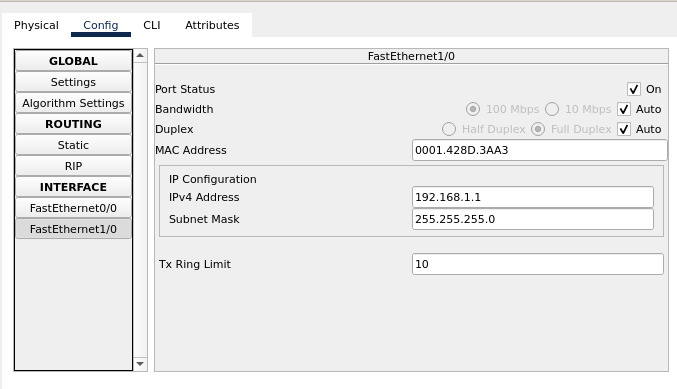 Physical Config CLI Attributes
GLOBAL
Settings
Algorithm Settings
ROUTING
Static
RIP
INTERFACE
FastEthernet0/0
FastEthernet1/0
FastEthernet1/0
Port Status On
Bandwidth 100 Mbps 10 Mbps Auto
Duplex Half Duplex Full Duplex Auto
MAC Address 0001.428D.3AA3
IP Configuration
IPv4 Address 192.168.1.1
Subnet Mask 255.255.255.0
Tx Ring Limit 10